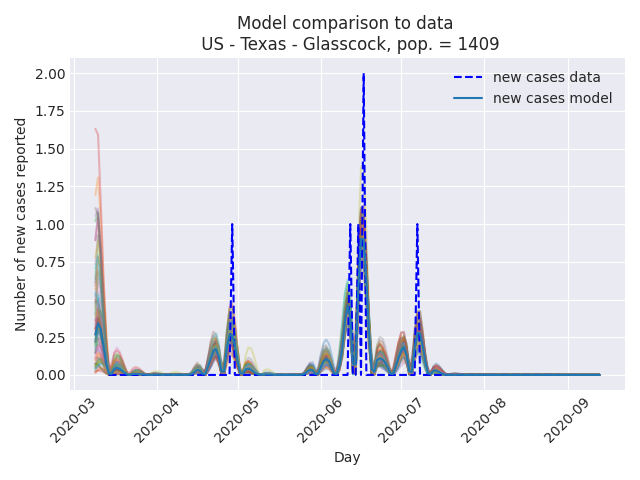 Model comparison to data
US - Texas - Glasscock, pop. = 1409
new cases data
new cases model
Number of new cases reported
2.00
1.75
1.50
1.25
1.00
0.75
0.50
0.25
0.00
2020-03
2020-04
2020-05
2020-06
2020-07
2020-08
2020-09
Day